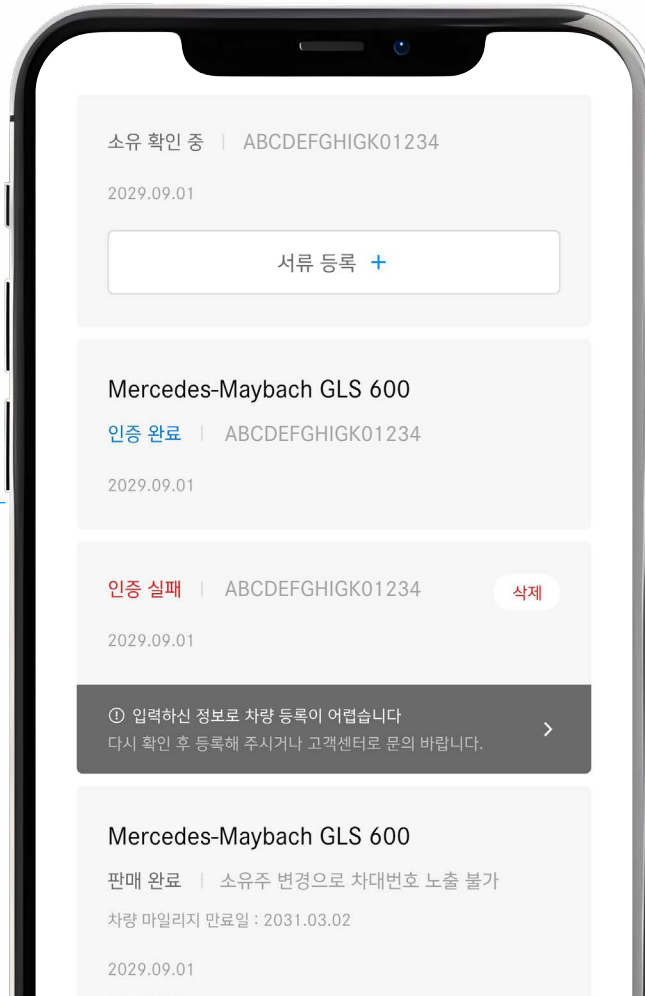 소유 확인 중 | ABCDEFGHIGK01234
2029.09.01
서류 등록 +
Mercedes-Maybach GLS 600
인증 완료 | ABCDEFGHIGK01234
2029.09.01
인증 실패 | ABCDEFGHIGK01234 삭제
2029.09.01
입력하신 정보로 차량 등록이 어렵습니다
다시 확인 후 등록해 주시거나 고객센터로 문의 바랍니다.
Mercedes-Maybach GLS 600
판매 완료 | 소유주 변경으로 차대번호 노출 불가
차량 마일리지 만료일 : 2031.03.02
2029.09.01